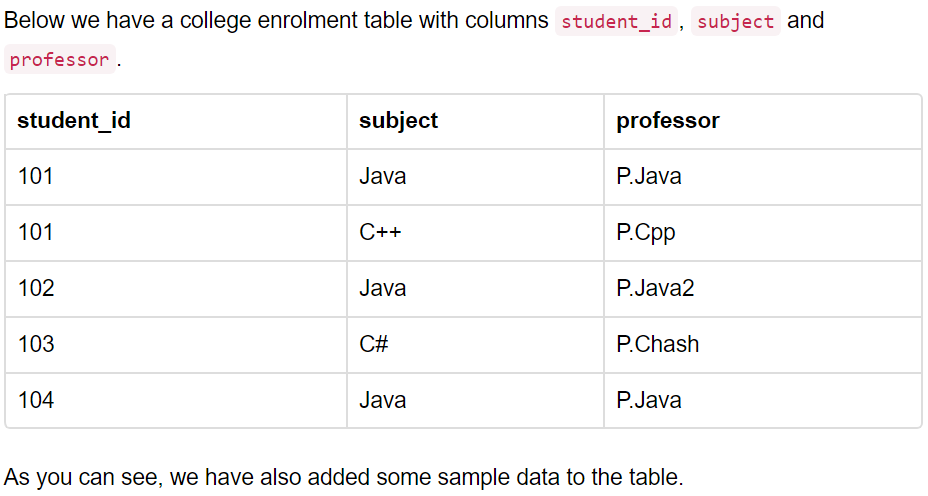 Below we have a college enrolment table with columns student_id, subject and
professor.
student_id subject professor
101 Java P.Java
101 C++ P.Cpp
102 Java P.Java2
103 C# P.Chash
104 Java P.Java
As you can see, we have also added some sample data to the table.